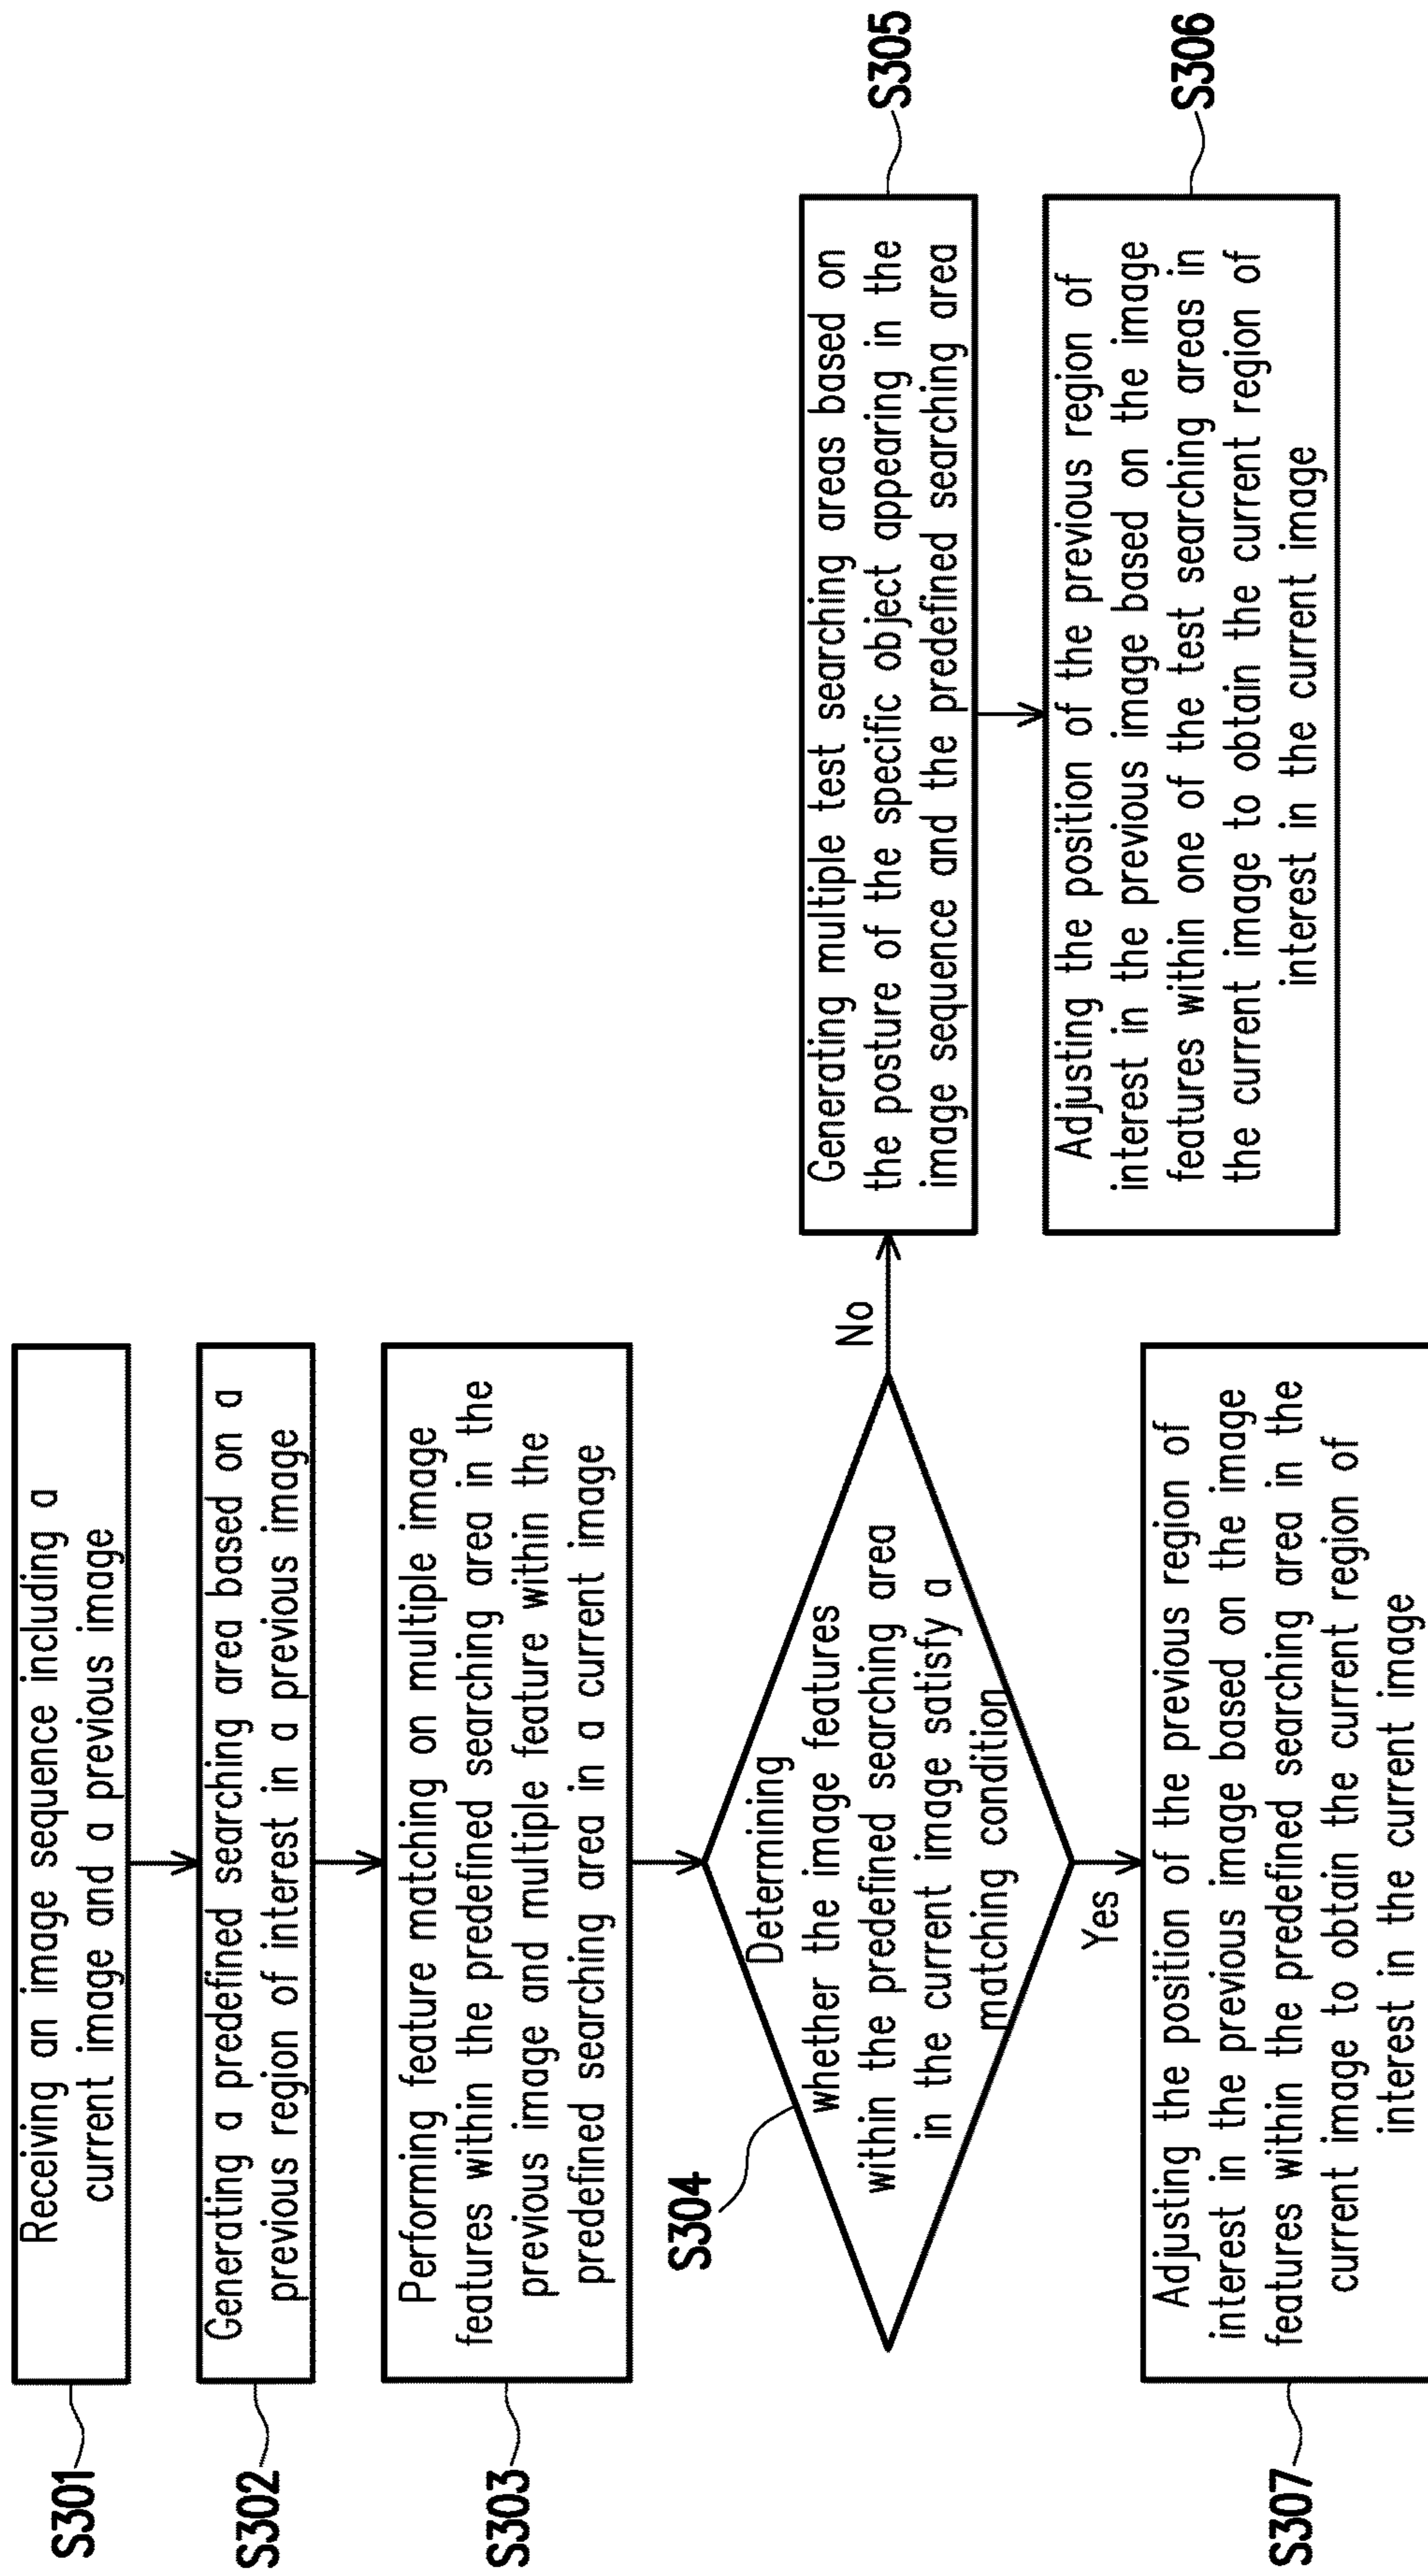 S301
Receiving an image sequence including a
current image and a previous image
S302
Generating a predefined searching area based on a
previous region of interest in a previous image
S303
Performing feature matching on multiple image
features within the predefined searching area in the
previous image and multiple feature within the
predefined searching area in a current image
S304
Determining
whether the image features
within the predefined searching area
in the current image satisfy a
matching condition
No
S305
Generating multiple test searching areas based on
the posture of the specific object appearing in the
image sequence and the predefined searching area
S306
Adjusting the position of the previous region of
interest in the previous image based on the image
features within one of the test searching areas in
the current image to obtain the current region of
interest in the current image
Yes
S307
Adjusting the position of the previous region of
interest in the previous image based on the image
features within the predefined searching area in the
current image to obtain the current region of
interest in the current image